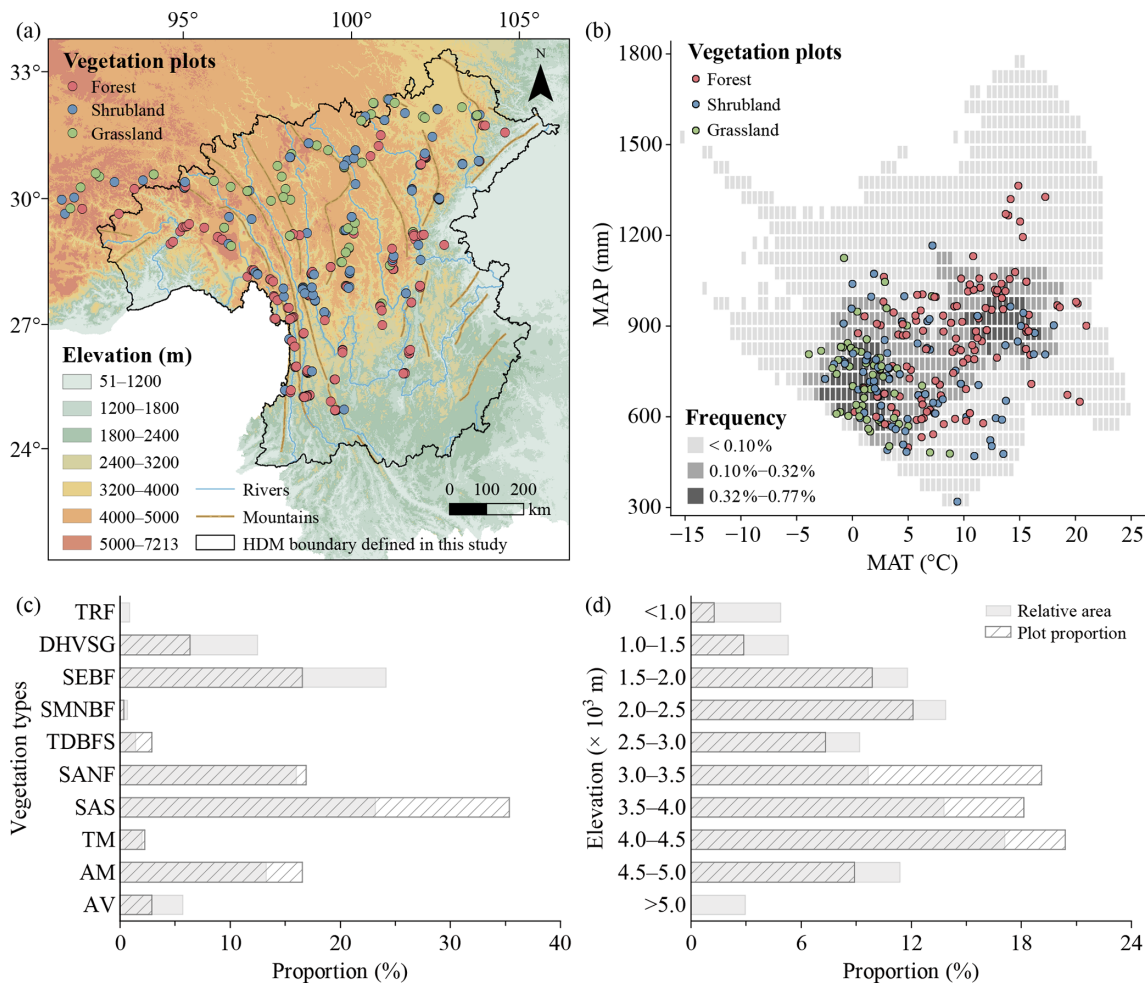 (a)
95°
100°
105°
33°
30°
27°
24°
Vegetation plots
Forest
Shrubland
Grassland
N
Elevation (m)
51–1200
1200–1800
1800–2400
2400–3200
3200–4000
4000–5000
5000–7213
Rivers
Mountains
HDM boundary defined in this study
0 100 200
km
(b)
MAP (mm)
1800
1500
1200
900
600
300
Vegetation plots
Forest
Shrubland
Grassland
Frequency
< 0.10%
0.10%–0.32%
0.32%–0.77%
−15 −10 −5 0 5 10 15 20 25
MAT (°C)
(c)
Vegetation types
TRF
DHVSG
SEBF
SMNBF
TDBFS
SANF
SAS
TM
AM
AV
0 10 20 30 40
Proportion (%)
(d)
Elevation (× 10³ m)
<1.0
1.0–1.5
1.5–2.0
2.0–2.5
2.5–3.0
3.0–3.5
3.5–4.0
4.0–4.5
4.5–5.0
>5.0
Relative area
Plot proportion
0 6 12 18 24
Proportion (%)